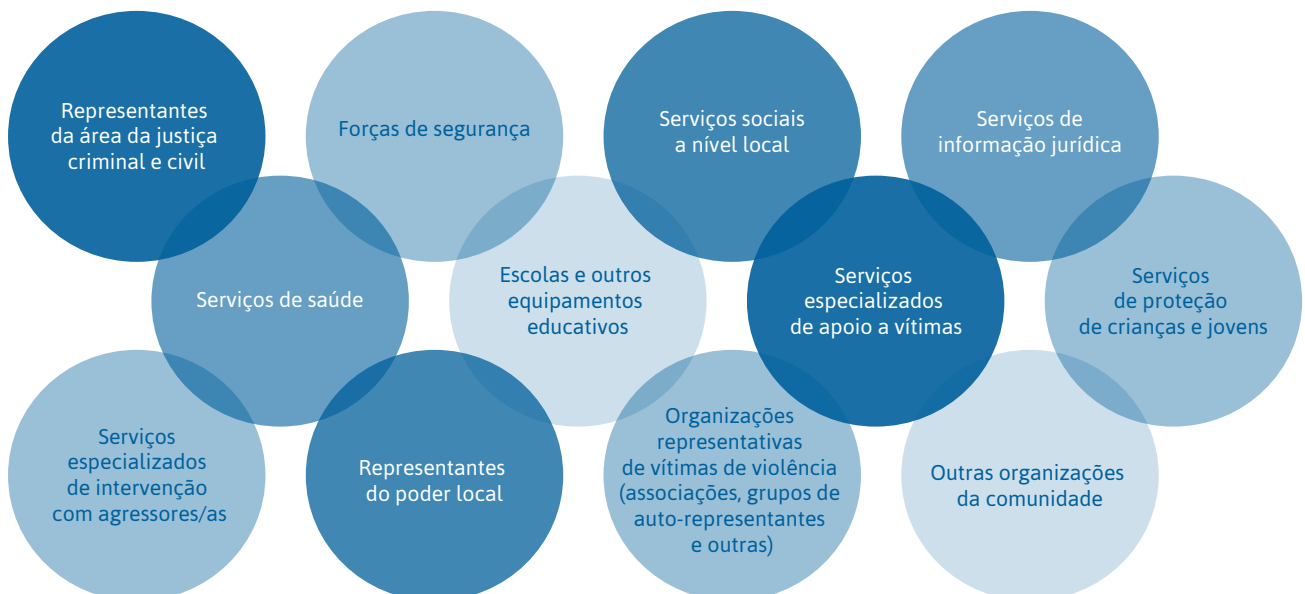 Representantes
da área da justiça
criminal e civil
Forças de segurança
Serviços sociais
a nível local
Serviços de
informação jurídica
Serviços de saúde
Escolas e outros
equipamentos
educativos
Serviços
especializados
de apoio a vítimas
Serviços
de proteção
de crianças e jovens
Serviços
especializados
de intervenção
com agressores/as
Representantes
do poder local
Organizações
representativas
de vítimas de violência
(associações, grupos de
auto-representantes
e outras)
Outras organizações
da comunidade